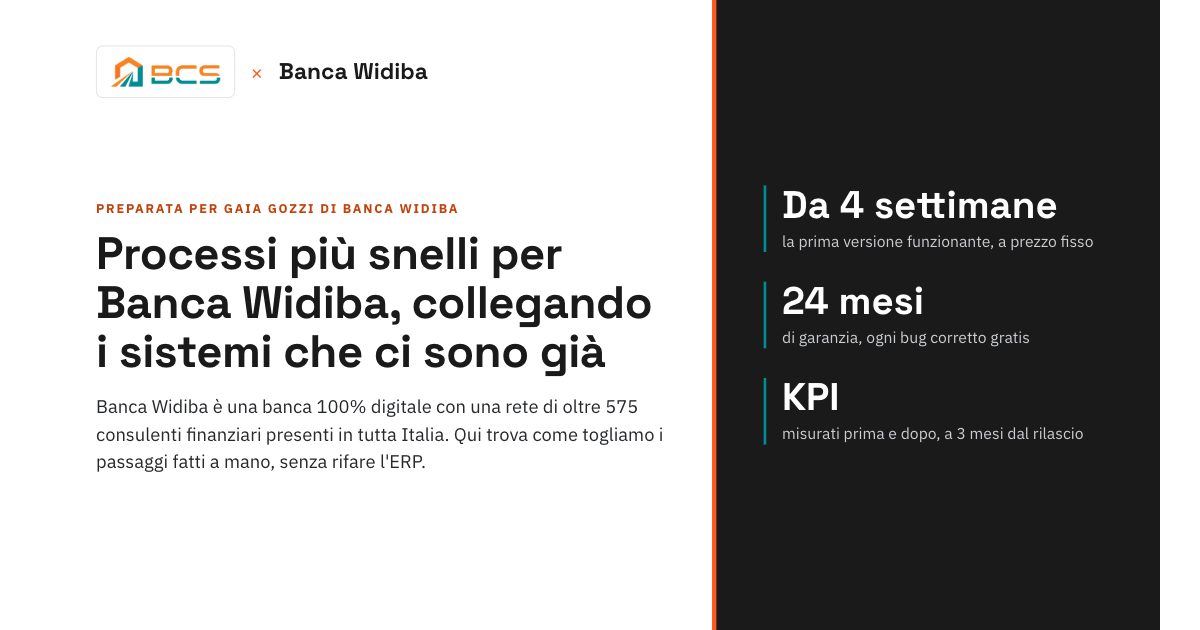 BCS × Banca Widiba
PREPARATA PER GAIA GOZZI DI BANCA WIDIBA
Processi più snelli per
Banca Widiba, collegando
i sistemi che ci sono già
Banca Widiba è una banca 100% digitale con una rete di oltre 575
consulenti finanziari presenti in tutta Italia. Qui trova come togliamo i
passaggi fatti a mano, senza rifare l'ERP.
Da 4 settimane
la prima versione funzionante, a prezzo fisso
24 mesi
di garanzia, ogni bug corretto gratis
KPI
misurati prima e dopo, a 3 mesi dal rilascio